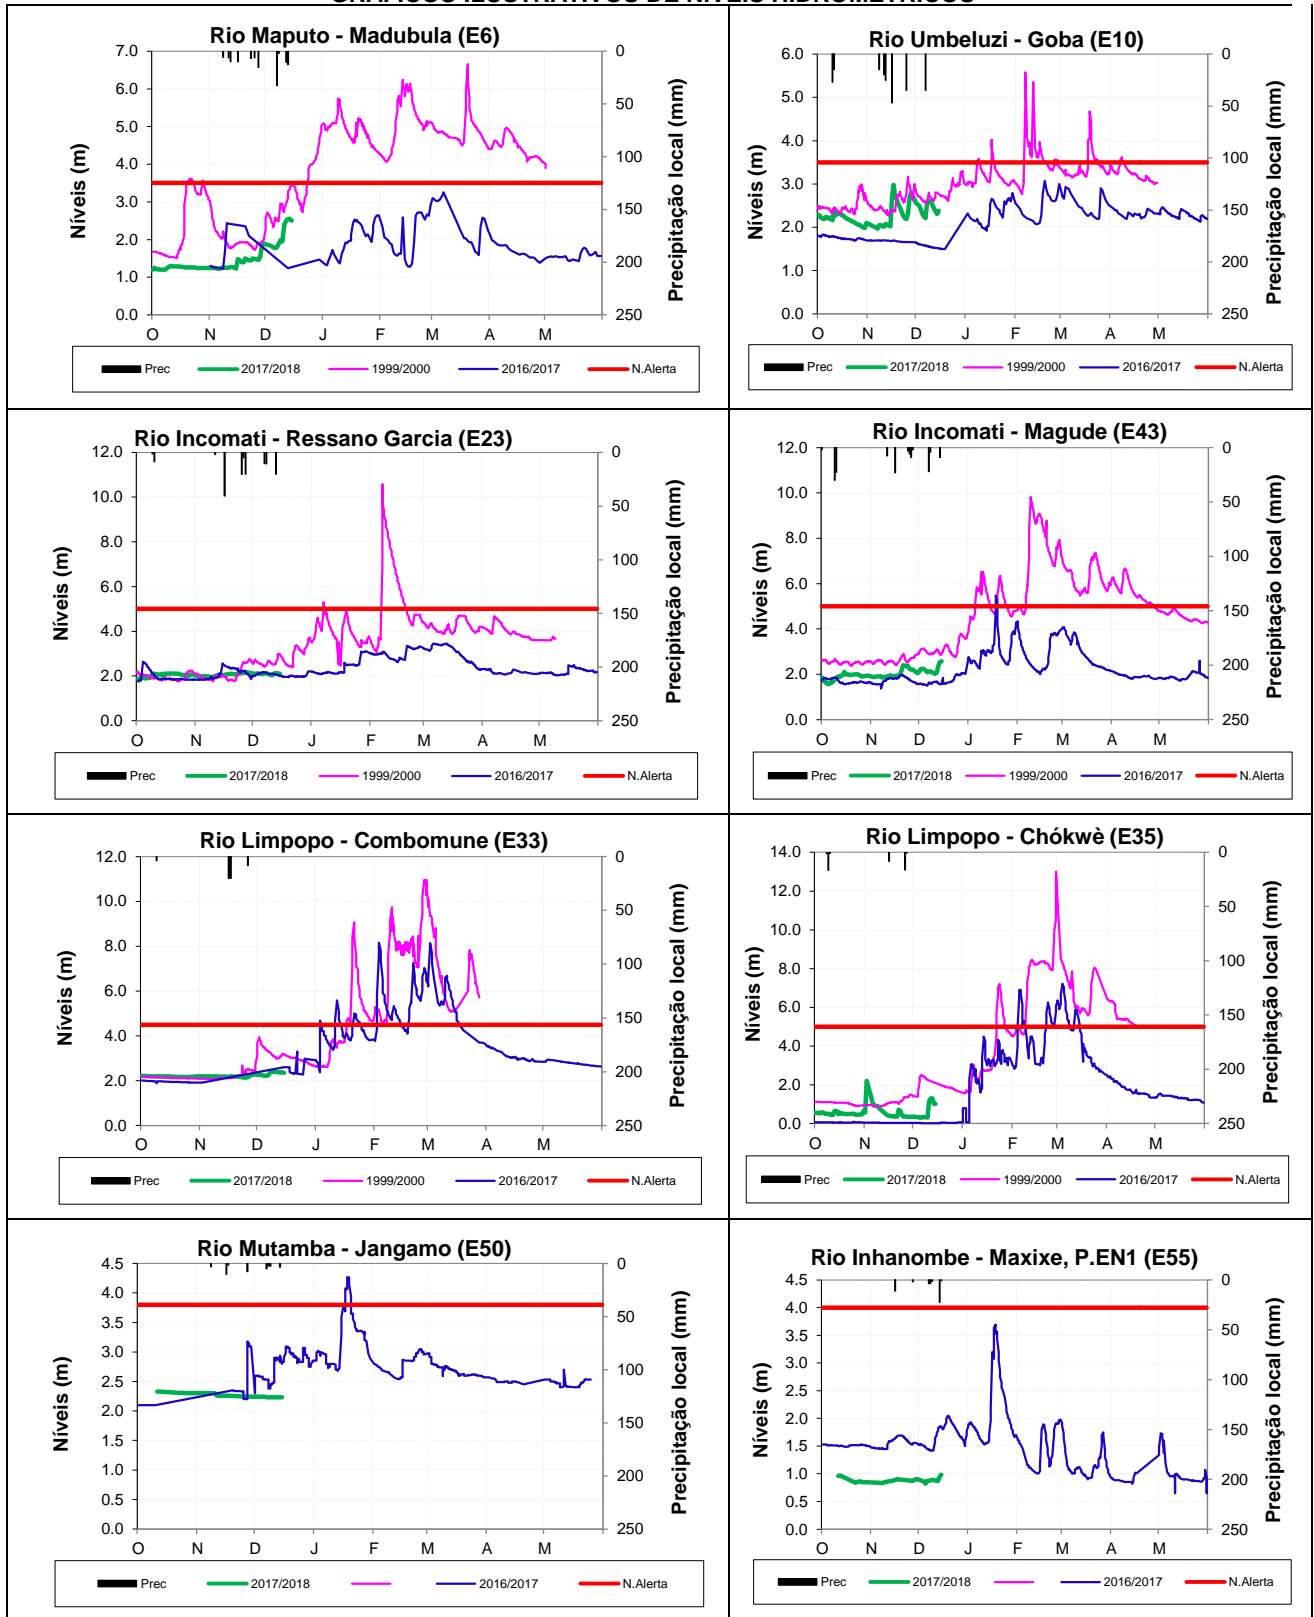 GRÁFICOS ILUSTRATIVOS DE NÍVEIS HIDROMÉTRICOS
Rio Maputo - Madubula (E6)
Níveis (m)
7.0
6.0
5.0
4.0
3.0
2.0
1.0
0.0
0
50
100
150
200
250
Precipitação local (mm)
O N D J F M A M
Prec 2017/2018 1999/2000 2016/2017 N.Alerta
Rio Umbeluzi - Goba (E10)
Níveis (m)
6.0
5.0
4.0
3.0
2.0
1.0
0.0
0
50
100
150
200
250
Precipitação local (mm)
O N D J F M A M
Prec 2017/2018 1999/2000 2016/2017 N.Alerta
Rio Incomati - Ressano Garcia (E23)
Níveis (m)
12.0
10.0
8.0
6.0
4.0
2.0
0.0
0
50
100
150
200
250
Precipitação local (mm)
O N D J F M A M
Prec 2017/2018 1999/2000 2016/2017 N.Alerta
Rio Incomati - Magude (E43)
Níveis (m)
12.0
10.0
8.0
6.0
4.0
2.0
0.0
0
50
100
150
200
250
Precipitação local (mm)
O N D J F M A M
Prec 2017/2018 1999/2000 2016/2017 N.Alerta
Rio Limpopo - Combomune (E33)
Níveis (m)
12.0
10.0
8.0
6.0
4.0
2.0
0.0
0
50
100
150
200
250
Precipitação local (mm)
O N D J F M A M
Prec 2017/2018 1999/2000 2016/2017 N.Alerta
Rio Limpopo - Chókwè (E35)
Níveis (m)
14.0
12.0
10.0
8.0
6.0
4.0
2.0
0.0
0
50
100
150
200
250
Precipitação local (mm)
O N D J F M A M
Prec 2017/2018 1999/2000 2016/2017 N.Alerta
Rio Mutamba - Jangamo (E50)
Níveis (m)
4.5
4.0
3.5
3.0
2.5
2.0
1.5
1.0
0.5
0.0
0
50
100
150
200
250
Precipitação local (mm)
O N D J F M A M
Prec 2017/2018 2016/2017 N.Alerta
Rio Inhanombe - Maxixe, P.EN1 (E55)
Níveis (m)
4.5
4.0
3.5
3.0
2.5
2.0
1.5
1.0
0.5
0.0
0
50
100
150
200
250
Precipitação local (mm)
O N D J F M A M
Prec 2017/2018 2016/2017 N.Alerta